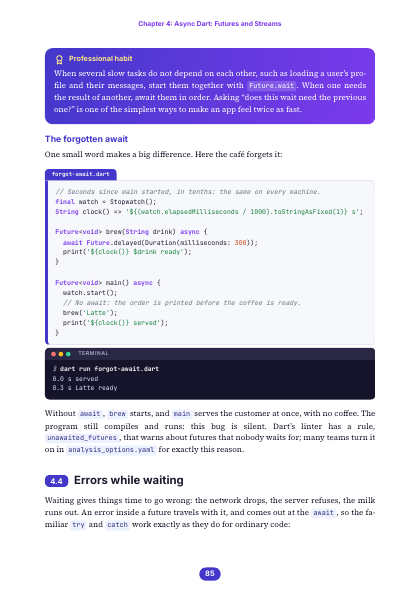 Chapter 4: Async Dart: Futures and Streams
Professional habit
When several slow tasks do not depend on each other, such as loading a user's pro-
file and their messages, start them together with Future.wait. When one needs
the result of another, await them in order. Asking "does this wait need the previous
one?" is one of the simplest ways to make an app feel twice as fast.
The forgotten await
One small word makes a big difference. Here the café forgets it:
forgot-await.dart
// Seconds since main started, in tenths: the same on every machine.
final watch = Stopwatch();
String clock() => '${(watch.elapsedMilliseconds / 1000).toStringAsFixed(1)} s';
Future<void> brew(String drink) async {
  await Future.delayed(Duration(milliseconds: 300));
  print('${clock()} $drink ready');
}
Future<void> main() async {
  watch.start();
  // No await: the order is printed before the coffee is ready.
  brew('Latte');
  print('${clock()} served');
}
TERMINAL
$ dart run forgot-await.dart
0.0 s served
0.3 s Latte ready
Without await, brew starts, and main serves the customer at once, with no coffee. The
program still compiles and runs: this bug is silent. Dart's linter has a rule,
unawaited_futures, that warns about futures that nobody waits for; many teams turn it
on in analysis_options.yaml for exactly this reason.
4.4 Errors while waiting
Waiting gives things time to go wrong: the network drops, the server refuses, the milk
runs out. An error inside a future travels with it, and comes out at the await, so the fa-
miliar try and catch work exactly as they do for ordinary code:
85